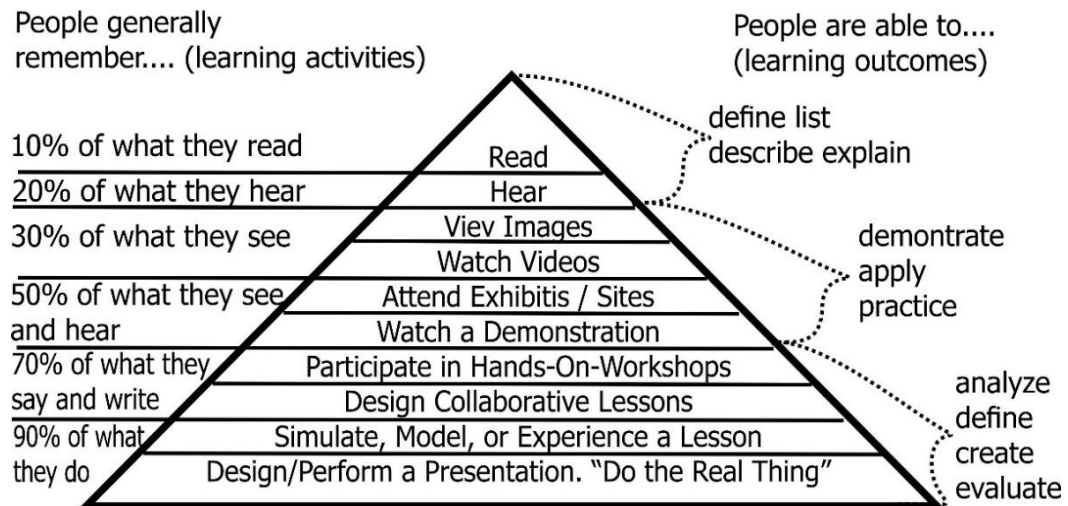 People generally
remember.... (learning activities)
People are able to....
(learning outcomes)
10% of what they read
20% of what they hear
30% of what they see
50% of what they see
and hear
70% of what they
say and write
90% of what
they do
Read
Hear
Viev Images
Watch Videos
Attend Exhibitis / Sites
Watch a Demonstration
Participate in Hands-On-Workshops
Design Collaborative Lessons
Simulate, Model, or Experience a Lesson
Design/Perform a Presentation. “Do the Real Thing”
define list
describe explain
demontrate
apply
practice
analyze
define
create
evaluate